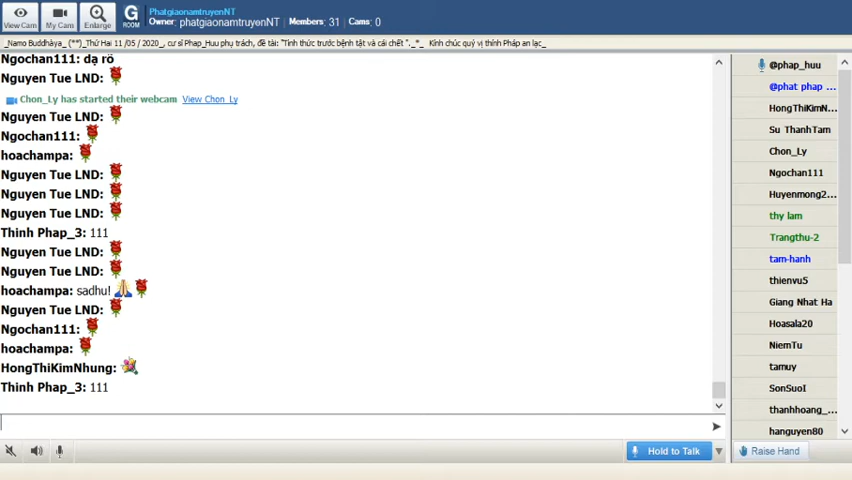 PhatgiaonamtruyenNT
Owner: phatgiaonamtruyenNT Members: 31 Cams: 0
View Cam
My Cam
Enlarge
G
ROOM
_Namo Buddhàya_ (**)_Thứ Hai 11 /05 / 2020_, cư sĩ Pháp_Huu phụ trách, đề tài: "Tỉnh thức trước bệnh tật và cái chết "._*_ Kính chúc quý vị thính Pháp an lạc_
Ngochan111: dạ rõ
Nguyen Tue LND:
Chon_Ly has started their webcam View Chon_Ly
Nguyen Tue LND:
Ngochan111:
hoachampa:
Nguyen Tue LND:
Nguyen Tue LND:
Nguyen Tue LND:
Thinh Phap_3: 111
Nguyen Tue LND:
Nguyen Tue LND:
hoachampa: sadhu!
Nguyen Tue LND:
Ngochan111:
hoachampa:
HongThiKimNhung:
Thinh Phap_3: 111
Hold to Talk
@phap_huu
@phat phap ...
HongThiKimN...
Su ThanhTam
Chon_Ly
Ngochan111
Huyenmong2...
thy lam
Trangthu-2
tam-hanh
thienvu5
Giang Nhat Ha
Hoasala20
NiemTu
tamuy
SonSuoI
thanhhoang_...
hanguyen80
Raise Hand